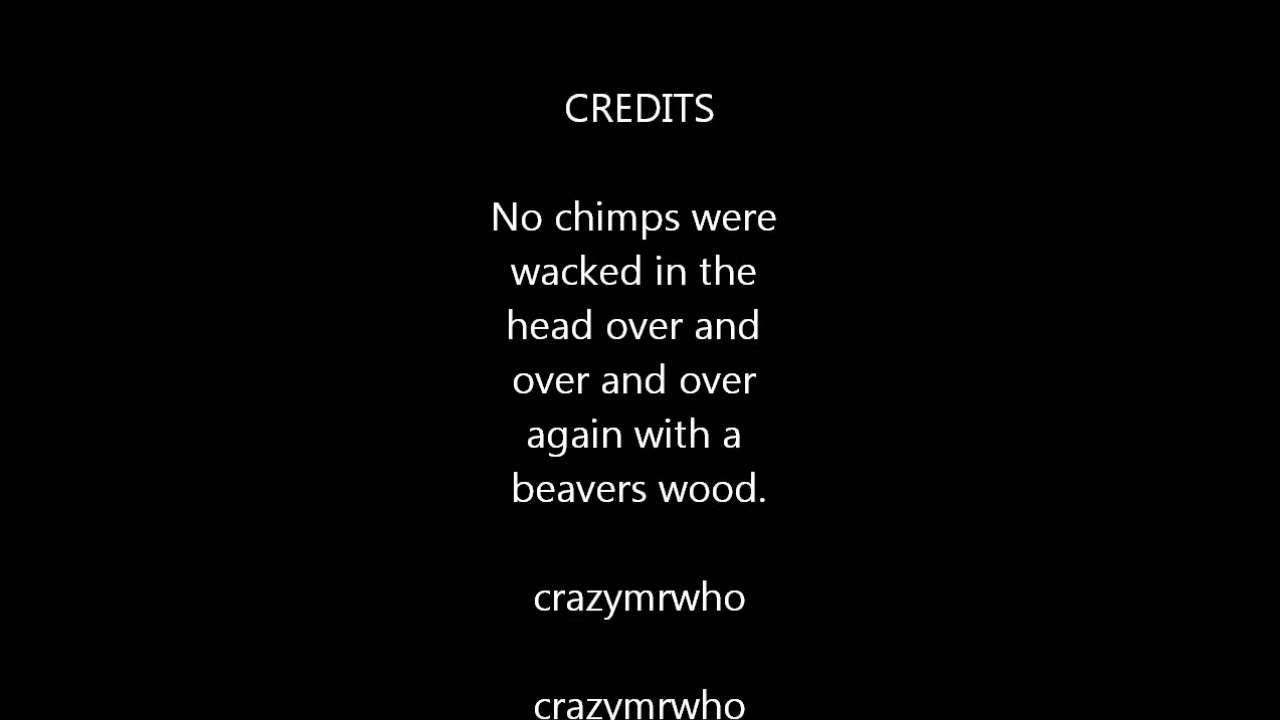 CREDITS
No chimps were
wacked in the
head over and
over and over
again with a
beavers wood.
crazymrwho
crazymrwho